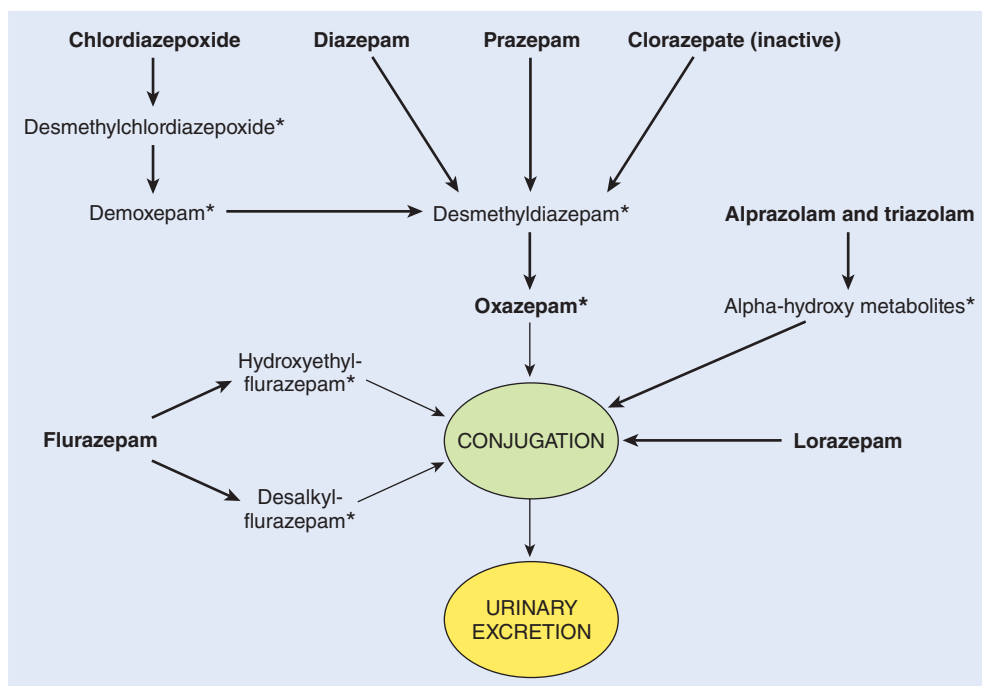 Chlordiazepoxide
Diazepam
Prazepam
Clorazepate (inactive)
Desmethylchlordiazepoxide*
Demoxepam*
Desmethyldiazepam*
Alprazolam and triazolam
Oxazepam*
Alpha-hydroxy metabolites*
Hydroxyethyl-
flurazepam*
Flurazepam
CONJUGATION
Lorazepam
Desalkyl-
flurazepam*
URINARY
EXCRETION